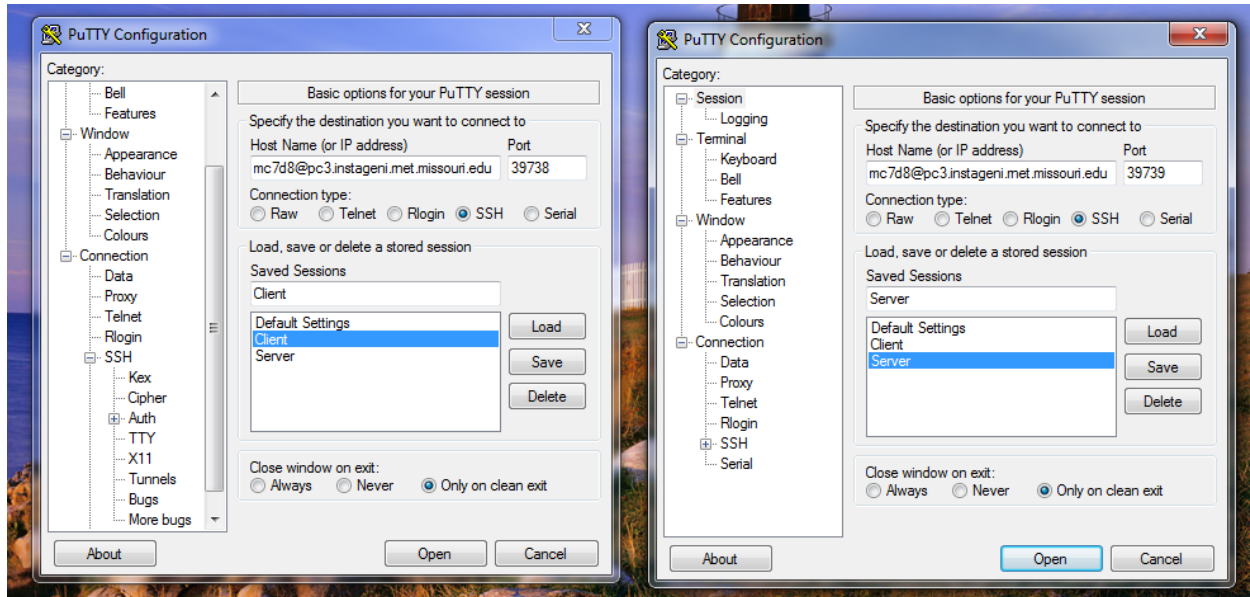 PuTTY Configuration
Category:
Bell
Features
Window
Appearance
Behaviour
Translation
Selection
Colours
Connection
Data
Proxy
Telnet
Rlogin
SSH
Kex
Cipher
Auth
TTY
X11
Tunnels
Bugs
More bugs
Basic options for your PuTTY session
Specify the destination you want to connect to
Host Name (or IP address) Port
mc7d8@pc3.instageni.rnet.missouri.edu 39738
Connection type:
Raw Telnet Rlogin SSH Serial
Load, save or delete a stored session
Saved Sessions
Client
Default Settings
Client
Server
Load
Save
Delete
Close window on exit:
Always Never Only on clean exit
About Open Cancel
PuTTY Configuration
Category:
Session
Logging
Terminal
Keyboard
Bell
Features
Window
Appearance
Behaviour
Translation
Selection
Colours
Connection
Data
Proxy
Telnet
Rlogin
SSH
Serial
Basic options for your PuTTY session
Specify the destination you want to connect to
Host Name (or IP address) Port
mc7d8@pc3.instageni.rnet.missouri.edu 39739
Connection type:
Raw Telnet Rlogin SSH Serial
Load, save or delete a stored session
Saved Sessions
Server
Default Settings
Client
Server
Load
Save
Delete
Close window on exit:
Always Never Only on clean exit
About Open Cancel